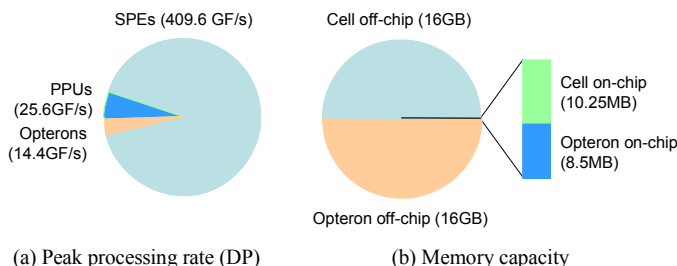 SPEs (409.6 GF/s)
PPUs
(25.6GF/s)
Opterons
(14.4GF/s)
(a) Peak processing rate (DP)
Cell off-chip (16GB)
Cell on-chip
(10.25MB)
Opteron on-chip
(8.5MB)
Opteron off-chip (16GB)
(b) Memory capacity